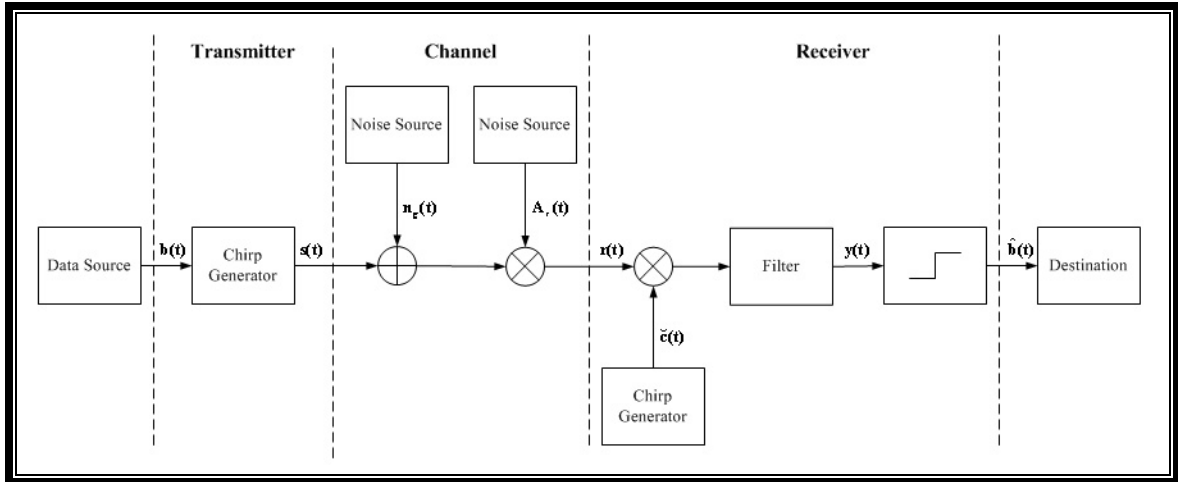 Transmitter
Channel
Receiver
Noise Source
Noise Source
n_g(t)
A_r(t)
Data Source
b(t)
Chirp
Generator
s(t)
r(t)
Filter
y(t)
b̂(t)
Destination
c̆(t)
Chirp
Generator